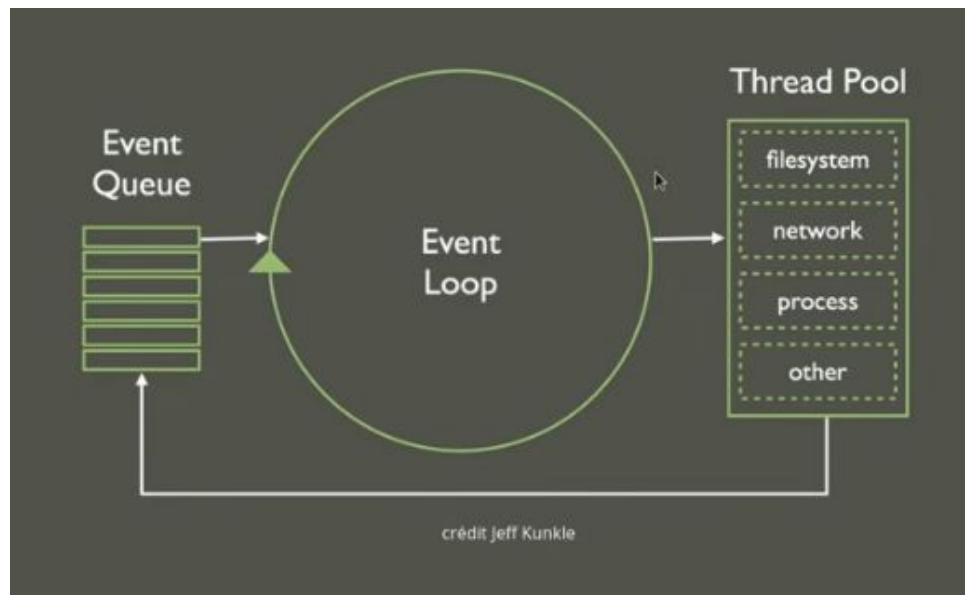 Event
Queue
Event
Loop
Thread Pool
filesystem
network
process
other
crédit Jeff Kunkle